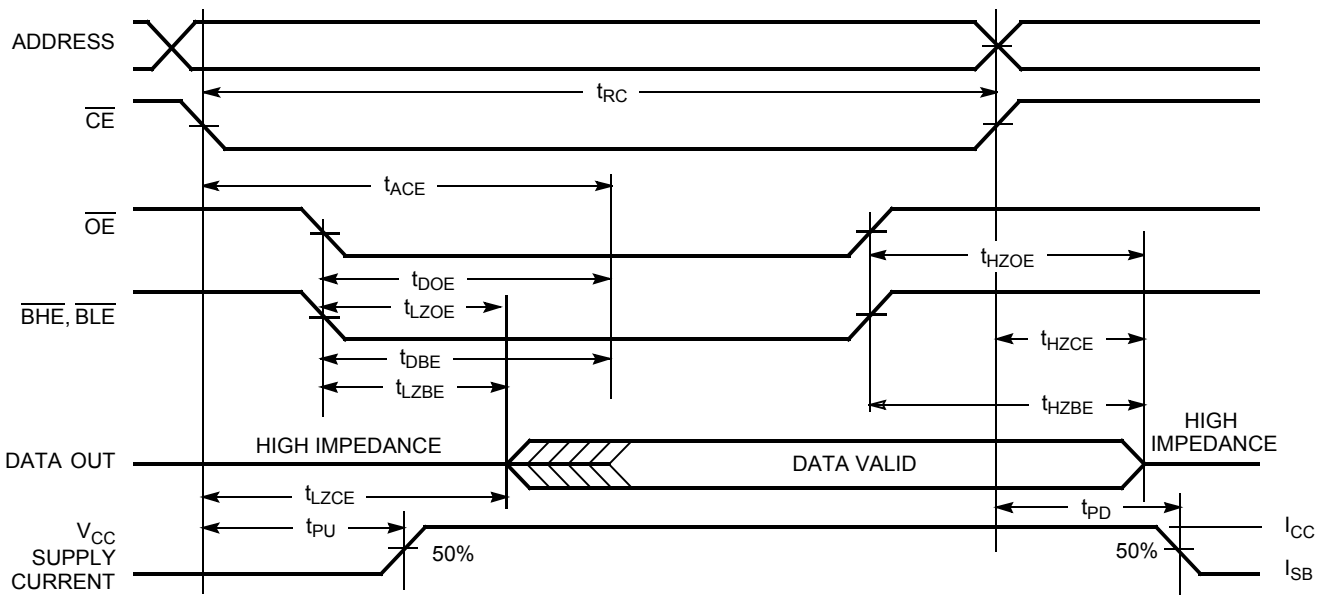 ADDRESS
tRC
CE
tACE
OE
tHZOE
tDOE
BHE, BLE
tLZOE
tHZCE
tDBE
tLZBE
tHZBE
HIGH IMPEDANCE
HIGH
IMPEDANCE
DATA OUT
DATA VALID
tLZCE
tPD
tPU
VCC
SUPPLY
CURRENT
50%
50%
ICC
ISB